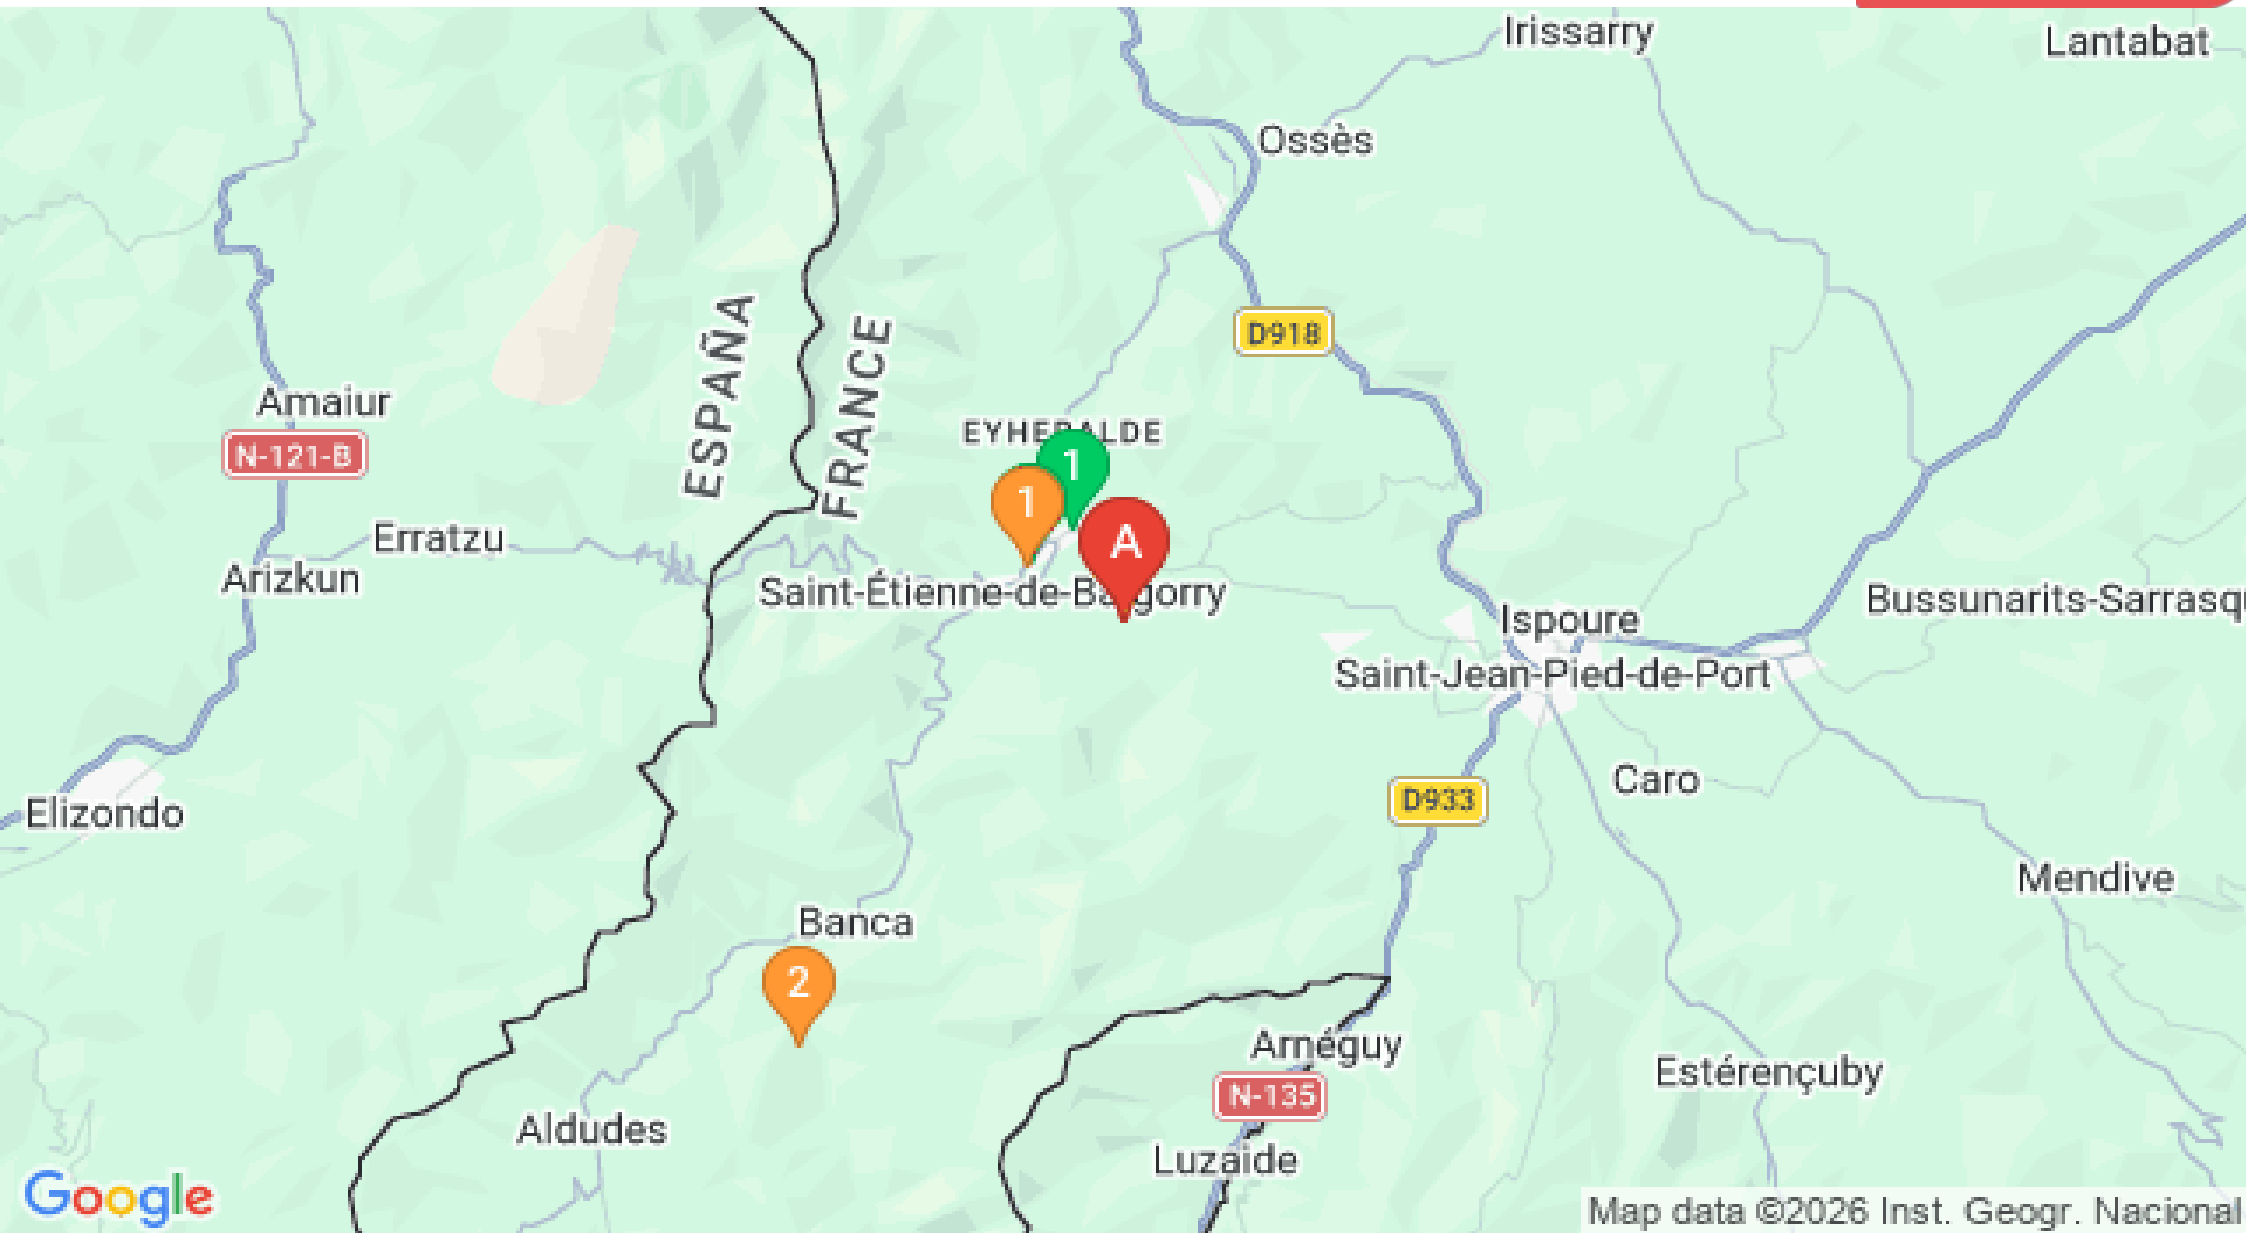 Irissarry
Lantabat
Ossès
ESPAÑA
FRANCE
D918
Amaiur
N-121-B
EYHERALDE
1
1
A
Erratzu
Arizkun
Saint-Étienne-de-Baïgorry
Bussunarits-Sarrasqu
Ispoure
Saint-Jean-Pied-de-Port
Caro
D933
Elizondo
Mendive
Banca
2
Arnéguy
Estérençuby
N-135
Aldudes
Luzaide
Google
Map data ©2026 Inst. Geogr. Nacional